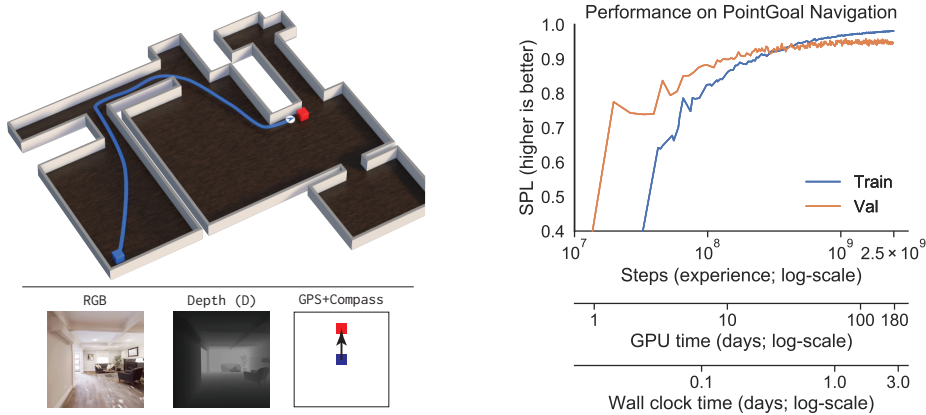 RGB
Depth (D)
GPS+Compass
Performance on PointGoal Navigation
SPL (higher is better)
1.0
0.9
0.8
0.7
0.6
0.5
0.4
Train
Val
10^7
10^8
10^9
2.5 × 10^9
Steps (experience; log-scale)
1
10
100
180
GPU time (days; log-scale)
0.1
1.0
3.0
Wall clock time (days; log-scale)